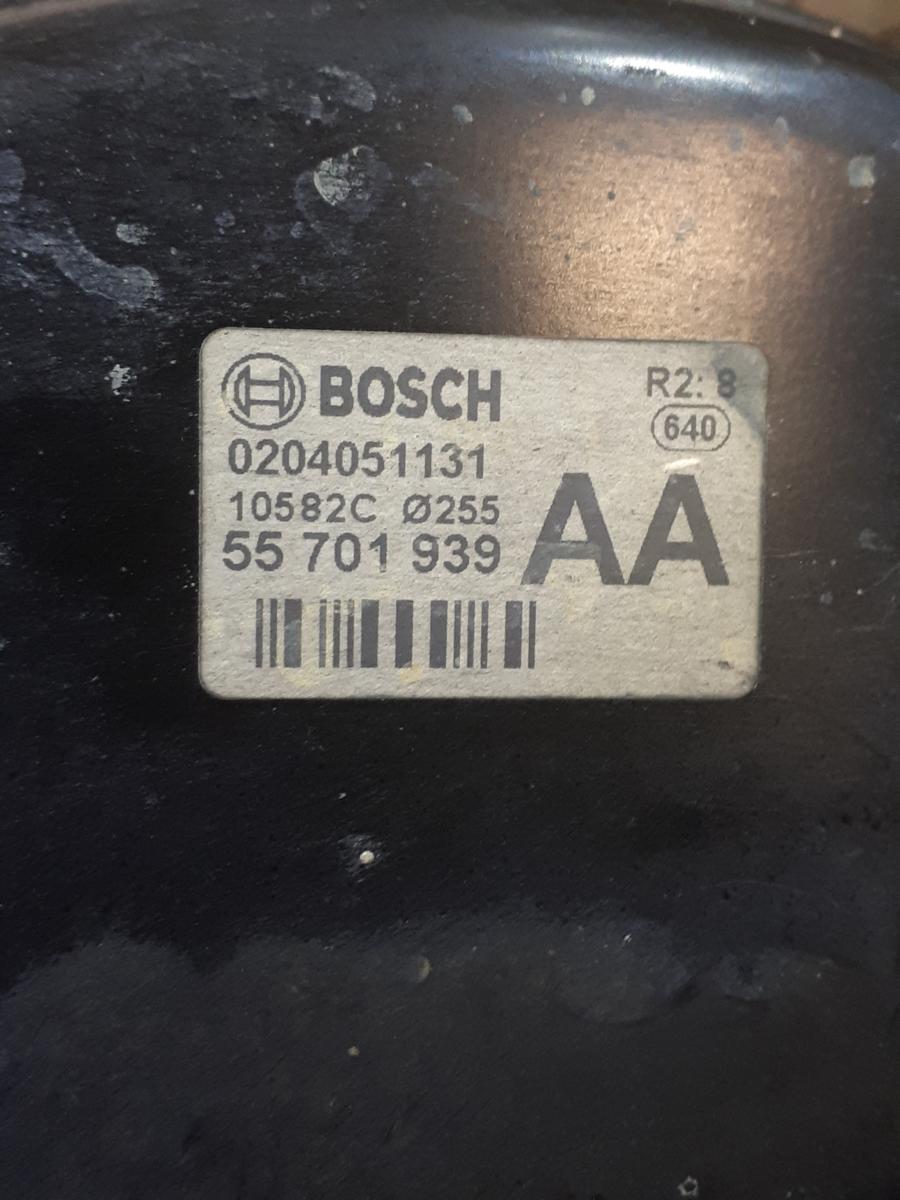 BOSCH
R2: 8
640
0204051131
10582C Ø255
55 701 939
AA